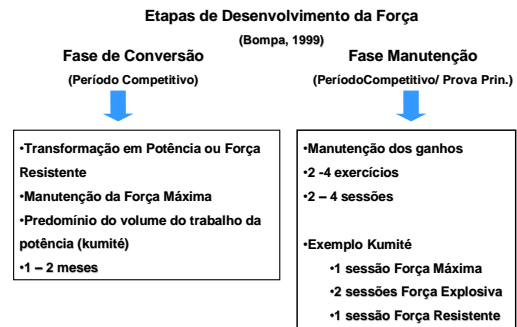 Etapas de Desenvolvimento da Força
(Bompa, 1999)
Fase de Conversão
(Período Competitivo)
•Transformação em Potência ou Força
Resistente
•Manutenção da Força Máxima
•Predomínio do volume do trabalho da
potência (kumité)
•1 – 2 meses
Fase Manutenção
(PeríodoCompetitivo/ Prova Prin.)
•Manutenção dos ganhos
•2 -4 exercícios
•2 – 4 sessões
•Exemplo Kumité
•1 sessão Força Máxima
•2 sessões Força Explosiva
•1 sessão Força Resistente